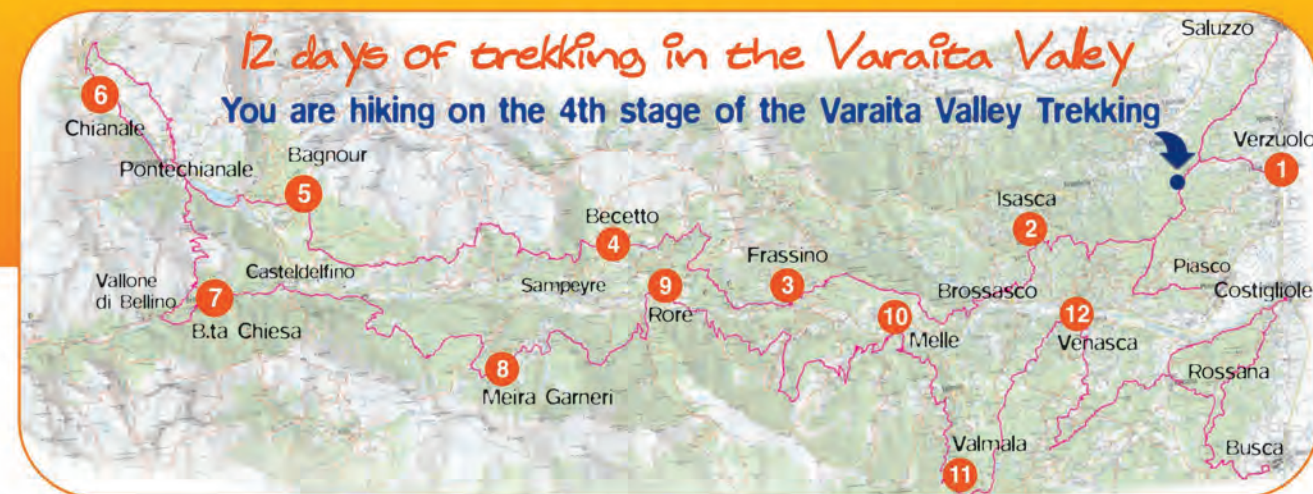 12 days of trekking in the Varaita Valley
You are hiking on the 4th stage of the Varaita Valley Trekking
Saluzzo
Verzuolo
1
6
Chianale
Pontechianale
Bagnour
5
Isasca
2
Becetto
4
Frassino
3
Vallone
di Bellino
7
B.ta Chiesa
Casteldelfino
Sampeyre
9
Rore
Brossasco
Piasco
Costigliole
10
Melle
12
Venasca
8
Meira Garneri
Rossana
Valmala
11
Busca